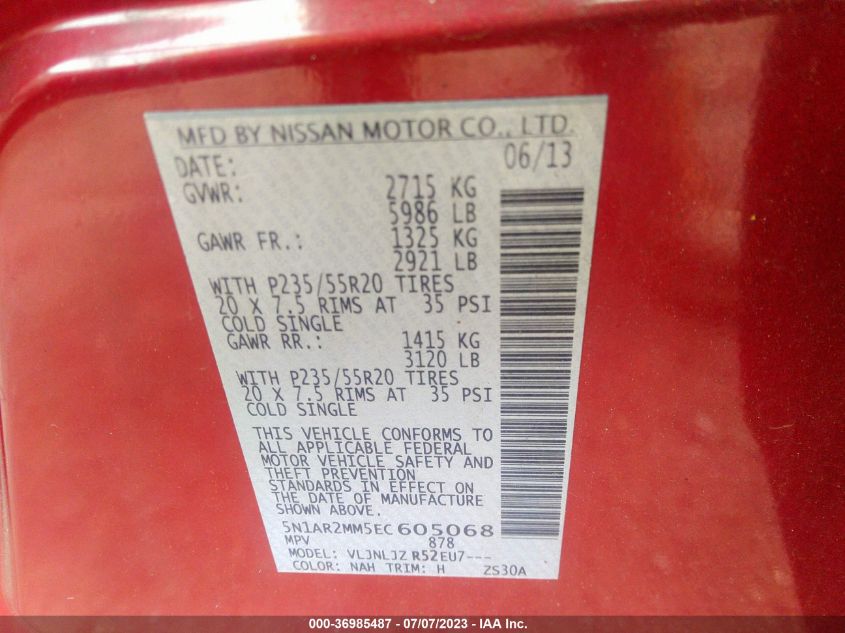 MFD BY NISSAN MOTOR CO., LTD.
DATE: 06/13
GVWR: 2715 KG
5986 LB
GAWR FR.: 1325 KG
2921 LB
WITH P235/55R20 TIRES
20 X 7.5 RIMS AT 35 PSI
COLD SINGLE
GAWR RR.: 1415 KG
3120 LB
WITH P235/55R20 TIRES
20 X 7.5 RIMS AT 35 PSI
COLD SINGLE
THIS VEHICLE CONFORMS TO
ALL APPLICABLE FEDERAL
MOTOR VEHICLE SAFETY AND
THEFT PREVENTION
STANDARDS IN EFFECT ON
THE DATE OF MANUFACTURE
SHOWN ABOVE.
5N1AR2MM5EC605068
MPV 878
MODEL: VLJNLJZ R52EU7---
COLOR: NAH TRIM: H ZS30A
000-36985487 - 07/07/2023 - IAA Inc.